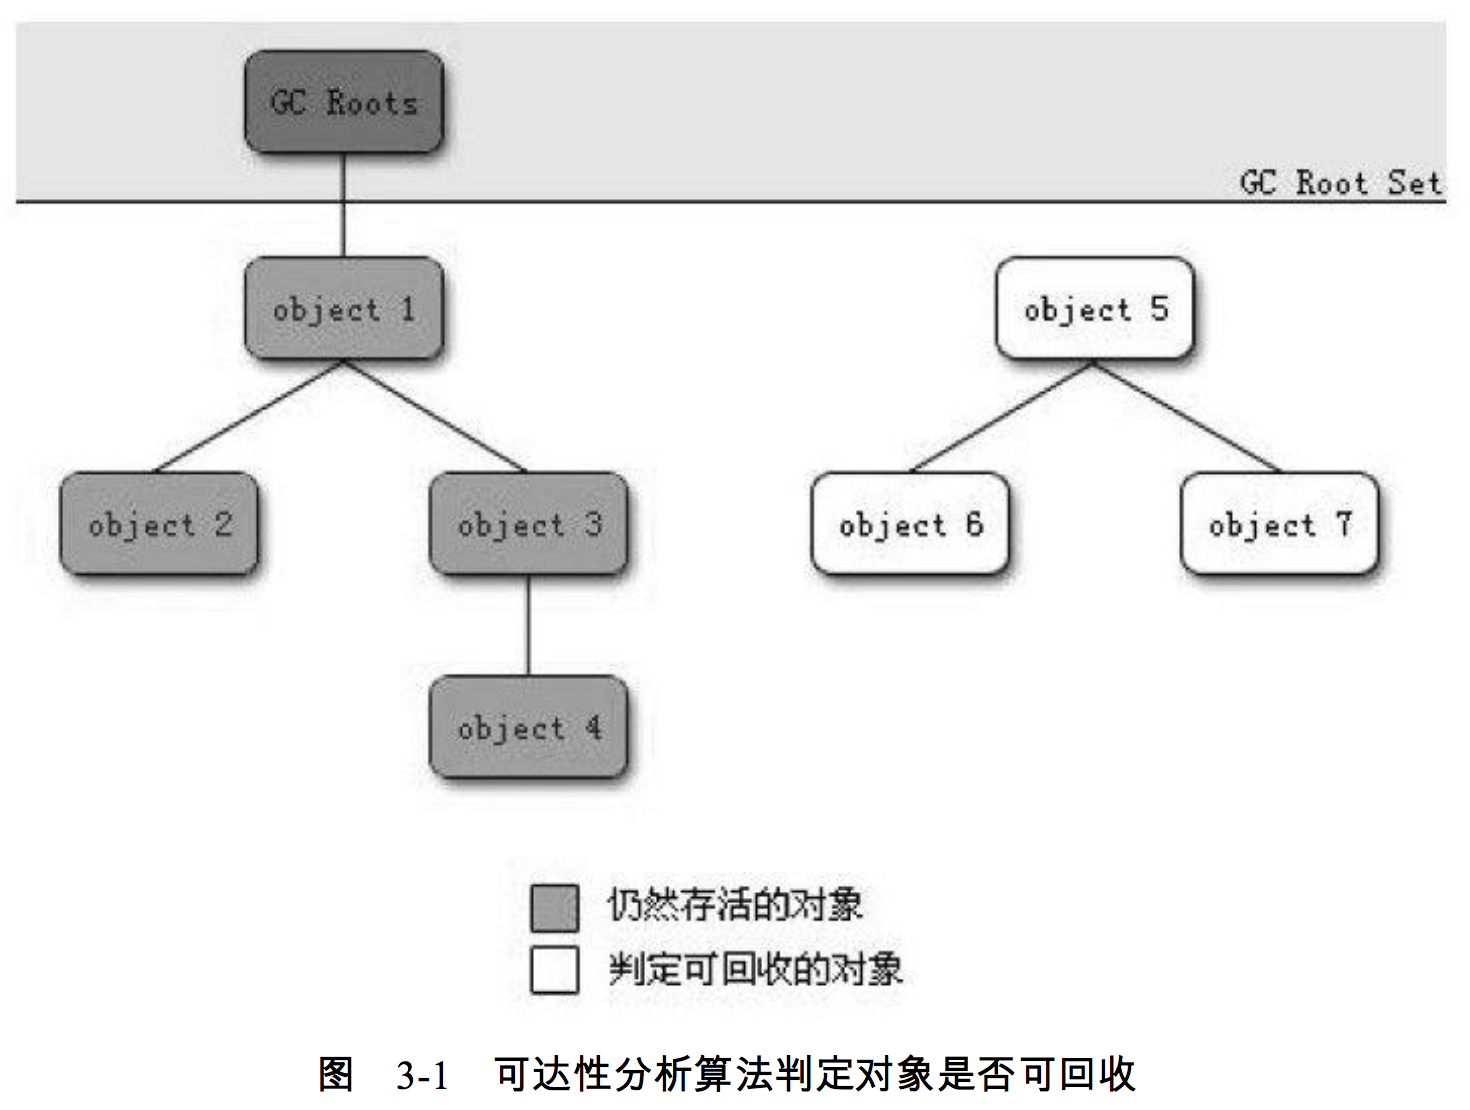 GC Roots
GC Root Set
object 1
object 5
object 2
object 3
object 6
object 7
object 4
仍然存活的对象
判定可回收的对象
图 3-1 可达性分析算法判定对象是否可回收